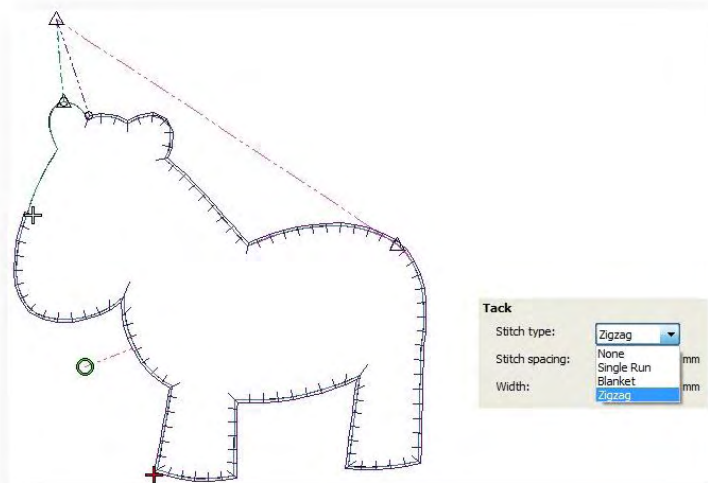 Tack
Stitch type: Zigzag
None
Stitch spacing: Single Run mm
Blanket
Width: Zigzag mm